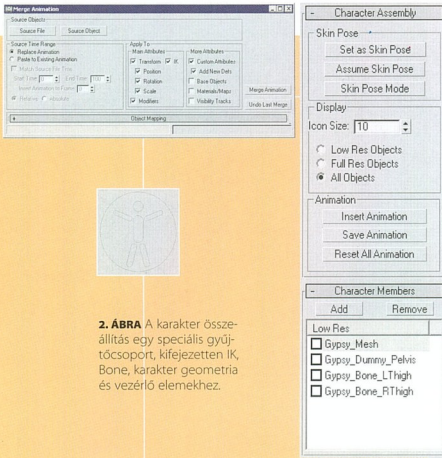 Merge Animation
Source Objects
Source File
Source Object
Source Time Range
Replace Animation
Paste to Existing Animation
Match Source File Time
Start Time: 0 End Time: 100
Insert Animation to Frame: 0
Relative Absolute
Apply To
Main Attributes
Transform IK
Position
Rotation
Scale
Modifiers
More Attributes
Custom Attributes
Add New Defs
Base Objects
Materials/Maps
Visibility Tracks
Merge Animation
Undo Last Merge
+ Object Mapping
2. ÁBRA A karakter össze-
állítás egy speciális gyűj-
tőcsoport, kifejezetten IK,
Bone, karakter geometria
és vezérlő elemekhez.
- Character Assembly
Skin Pose
Set as Skin Pose
Assume Skin Pose
Skin Pose Mode
Display
Icon Size: 10
Low Res Objects
Full Res Objects
All Objects
Animation
Insert Animation
Save Animation
Reset All Animation
- Character Members
Add Remove
Low Res
Gypsy_Mesh
Gypsy_Dummy_Pelvis
Gypsy_Bone_LThigh
Gypsy_Bone_RThigh